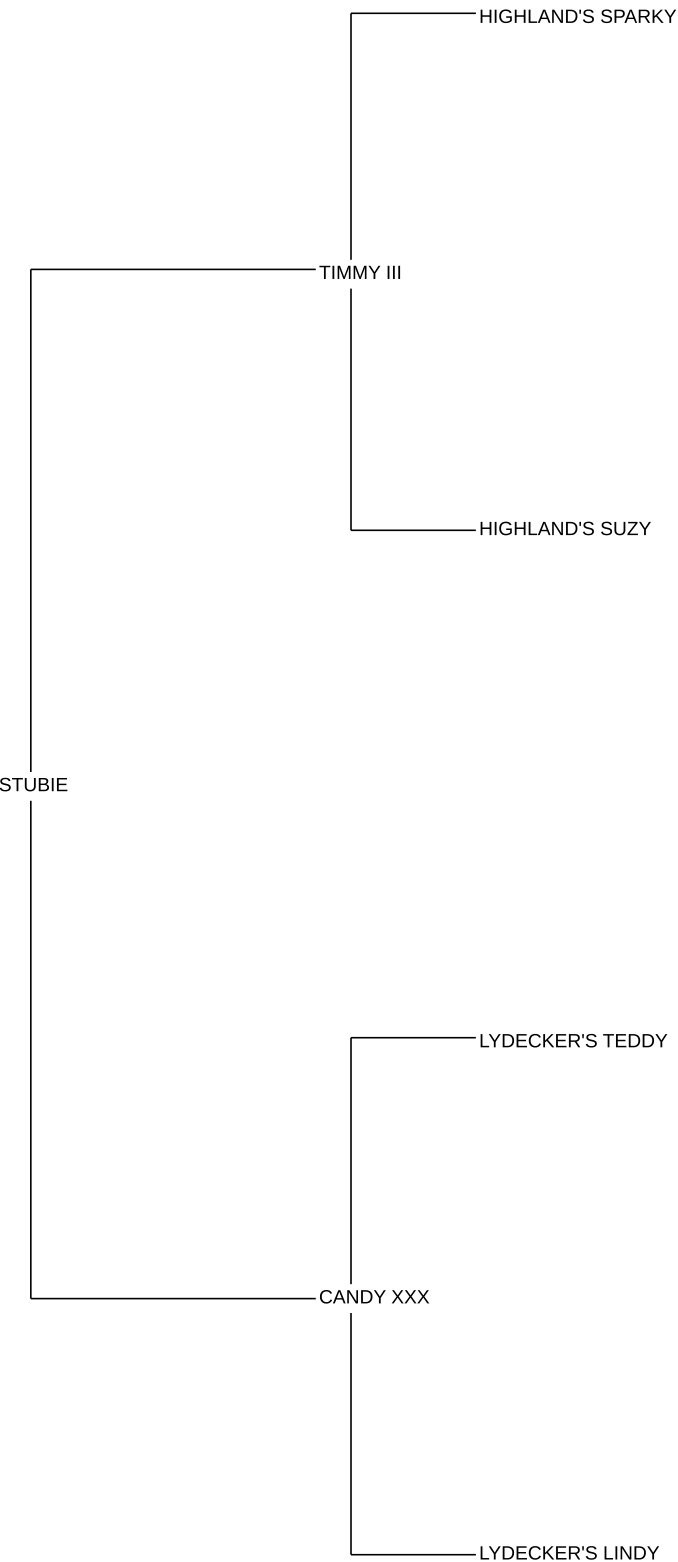 HIGHLAND'S SPARKY
TIMMY III
HIGHLAND'S SUZY
STUBIE
LYDECKER'S TEDDY
CANDY XXX
LYDECKER'S LINDY